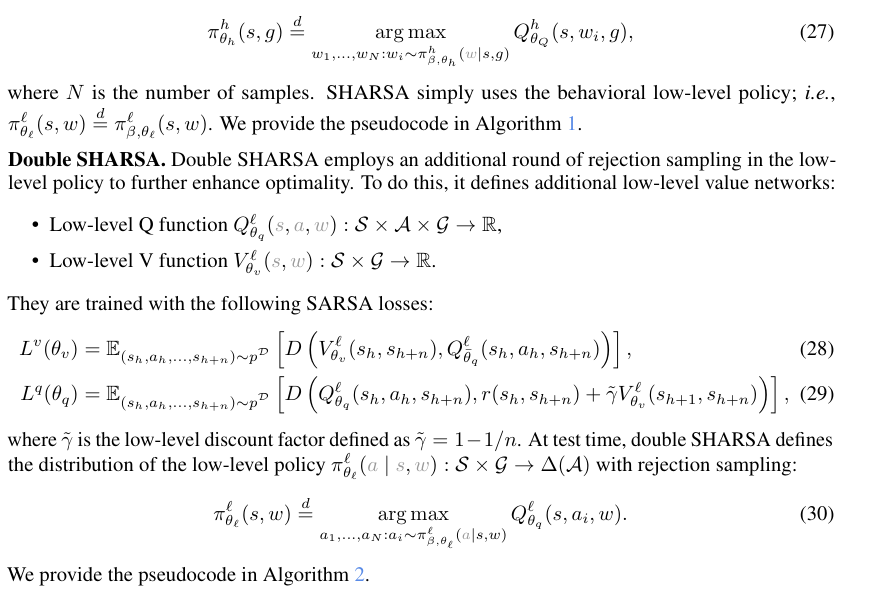 $$\pi^h_{\theta_h}(s, g) \stackrel{d}{=} \underset{w_1,\ldots,w_N : w_i \sim \pi^h_{\beta,\theta_h}(w|s,g)}{\arg\max} Q^h_{\theta_Q}(s, w_i, g), \quad (27)$$
where $N$ is the number of samples. SHARSA simply uses the behavioral low-level policy; i.e.,
$\pi^\ell_{\theta_\ell}(s, w) \stackrel{d}{=} \pi^\ell_{\beta,\theta_\ell}(s, w)$. We provide the pseudocode in Algorithm 1.
Double SHARSA. Double SHARSA employs an additional round of rejection sampling in the low-
level policy to further enhance optimality. To do this, it defines additional low-level value networks:
• Low-level Q function $Q^\ell_{\theta_q}(s, a, w) : \mathcal{S} \times \mathcal{A} \times \mathcal{G} \to \mathbb{R}$,
• Low-level V function $V^\ell_{\theta_v}(s, w) : \mathcal{S} \times \mathcal{G} \to \mathbb{R}$.
They are trained with the following SARSA losses:
$$L^v(\theta_v) = \mathbb{E}_{(s_h,a_h,\ldots,s_{h+n}) \sim p^{\mathcal{D}}} \left[ D \left( V^\ell_{\theta_v}(s_h, s_{h+n}), Q^\ell_{\bar{\theta}_q}(s_h, a_h, s_{h+n}) \right) \right], \quad (28)$$
$$L^q(\theta_q) = \mathbb{E}_{(s_h,a_h,\ldots,s_{h+n}) \sim p^{\mathcal{D}}} \left[ D \left( Q^\ell_{\theta_q}(s_h, a_h, s_{h+n}), r(s_h, s_{h+n}) + \tilde{\gamma} V^\ell_{\theta_v}(s_{h+1}, s_{h+n}) \right) \right], \quad (29)$$
where $\tilde{\gamma}$ is the low-level discount factor defined as $\tilde{\gamma} = 1 - 1/n$. At test time, double SHARSA defines
the distribution of the low-level policy $\pi^\ell_{\theta_\ell}(a \mid s, w) : \mathcal{S} \times \mathcal{G} \to \Delta(\mathcal{A})$ with rejection sampling:
$$\pi^\ell_{\theta_\ell}(s, w) \stackrel{d}{=} \underset{a_1,\ldots,a_N : a_i \sim \pi^\ell_{\beta,\theta_\ell}(a|s,w)}{\arg\max} Q^\ell_{\theta_q}(s, a_i, w). \quad (30)$$
We provide the pseudocode in Algorithm 2.